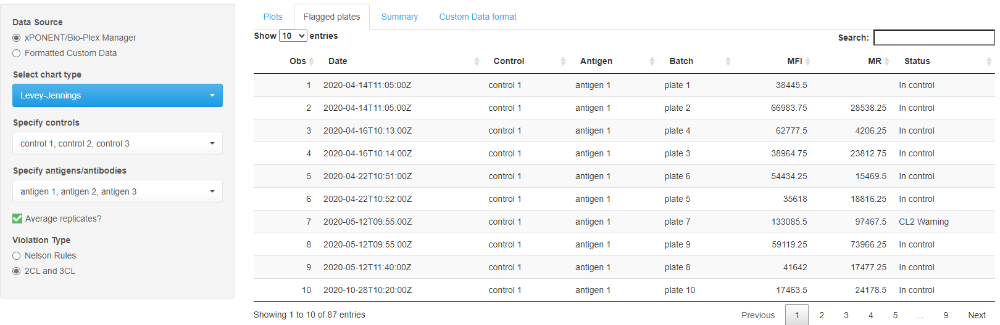 Data Source
xPONENT/Bio-Plex Manager
Formatted Custom Data
Select chart type
Levey-Jennings
Specify controls
control 1, control 2, control 3
Specify antigens/antibodies
antigen 1, antigen 2, antigen 3
Average replicates?
Violation Type
Nelson Rules
2CL and 3CL
Plots Flagged plates Summary Custom Data format
Show 10 entries Search:
Obs Date Control Antigen Batch MFI MR Status
1 2020-04-14T11:05:00Z control 1 antigen 1 plate 1 38445.5 In control
2 2020-04-14T11:05:00Z control 1 antigen 1 plate 2 66983.75 28538.25 In control
3 2020-04-16T10:13:00Z control 1 antigen 1 plate 4 62777.5 4206.25 In control
4 2020-04-16T10:14:00Z control 1 antigen 1 plate 3 38964.75 23812.75 In control
5 2020-04-22T10:51:00Z control 1 antigen 1 plate 6 54434.25 15469.5 In control
6 2020-04-22T10:52:00Z control 1 antigen 1 plate 5 35618 18816.25 In control
7 2020-05-12T09:55:00Z control 1 antigen 1 plate 7 133085.5 97467.5 CL2 Warning
8 2020-05-12T09:55:00Z control 1 antigen 1 plate 9 59119.25 73966.25 In control
9 2020-05-12T11:40:00Z control 1 antigen 1 plate 8 41642 17477.25 In control
10 2020-10-28T10:20:00Z control 1 antigen 1 plate 10 17463.5 24178.5 In control
Showing 1 to 10 of 87 entries Previous 1 2 3 4 5 … 9 Next